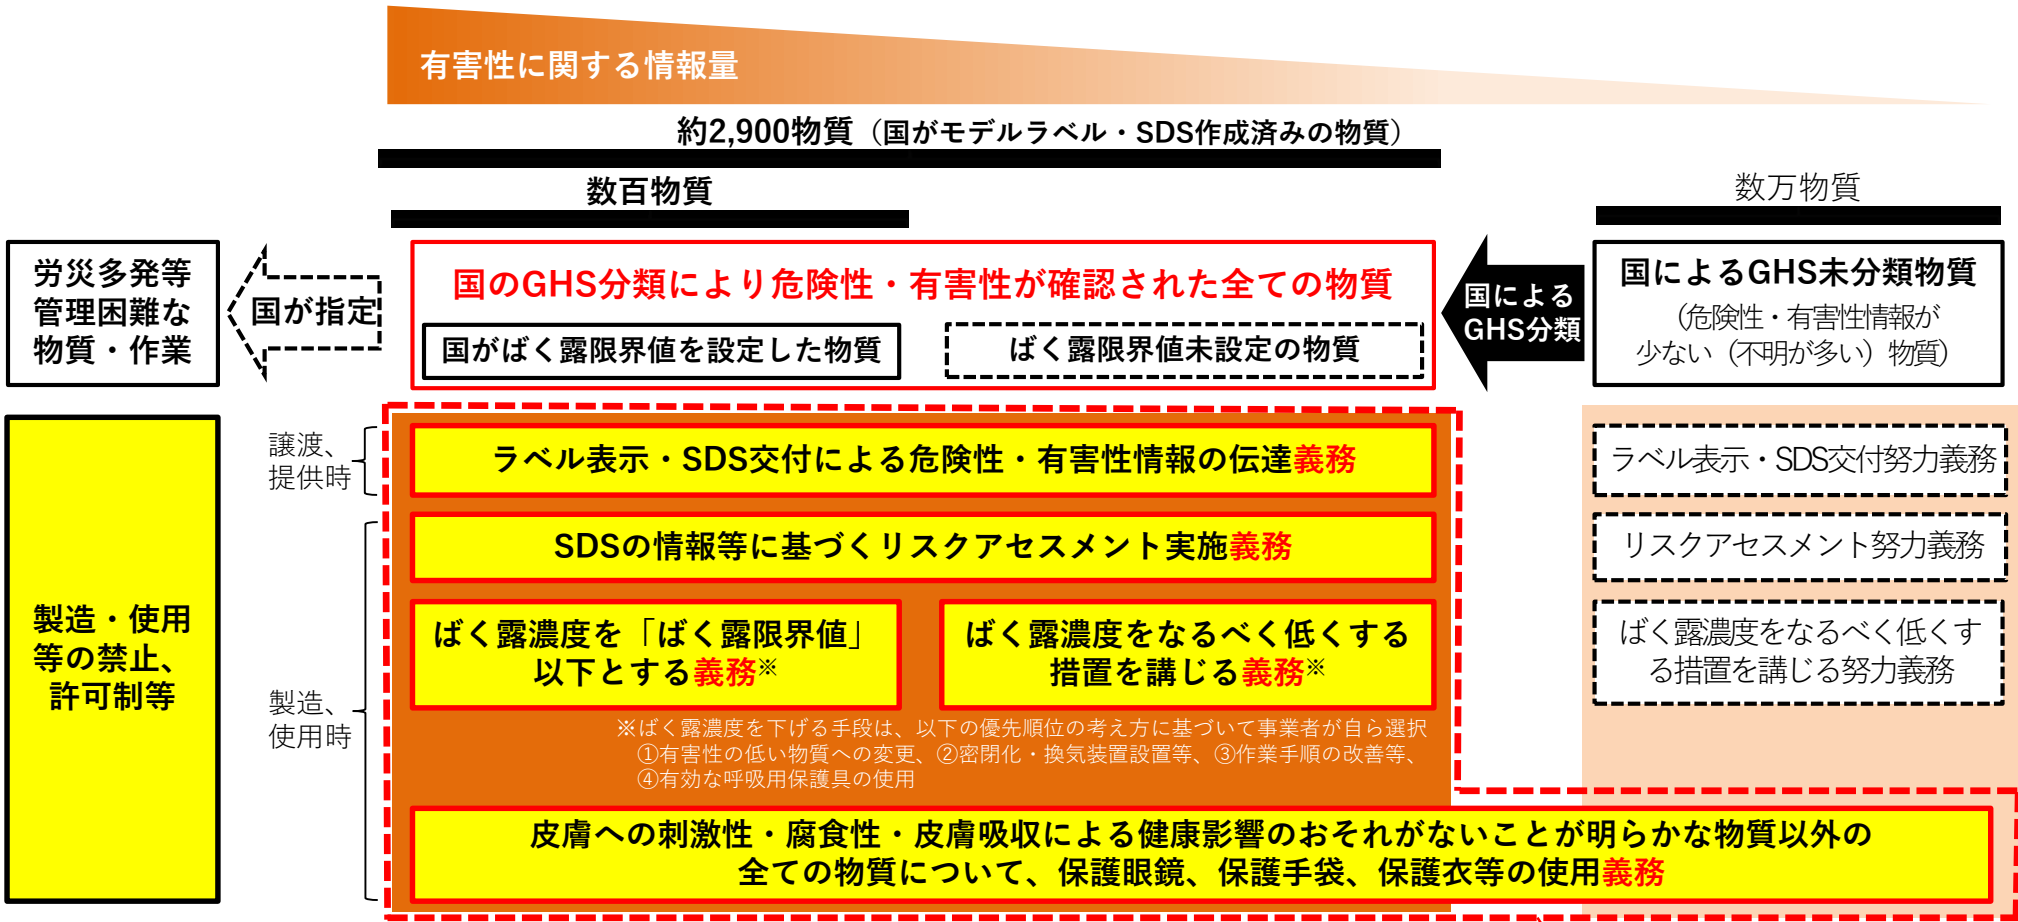 有害性に関する情報量
約2,900物質（国がモデルラベル・SDS作成済みの物質）
数百物質
数万物質
労災多発等
管理困難な
物質・作業
国が指定
国のGHS分類により危険性・有害性が確認された全ての物質
国がばく露限界値を設定した物質
ばく露限界値未設定の物質
国による
GHS分類
国によるGHS未分類物質
（危険性・有害性情報が
少ない（不明が多い）物質）
製造・使用
等の禁止、
許可制等
譲渡、
提供時
ラベル表示・SDS交付による危険性・有害性情報の伝達義務
ラベル表示・SDS交付努力義務
製造、
使用時
SDSの情報等に基づくリスクアセスメント実施義務
リスクアセスメント努力義務
ばく露濃度を「ばく露限界値」
以下とする義務※
ばく露濃度をなるべく低くする
措置を講じる義務※
ばく露濃度をなるべく低くす
る措置を講じる努力義務
※ばく露濃度を下げる手段は、以下の優先順位の考え方に基づいて事業者が自ら選択
①有害性の低い物質への変更、②密閉化・換気装置設置等、③作業手順の改善等、
④有効な呼吸用保護具の使用
皮膚への刺激性・腐食性・皮膚吸収による健康影響のおそれがないことが明らかな物質以外の
全ての物質について、保護眼鏡、保護手袋、保護衣等の使用義務